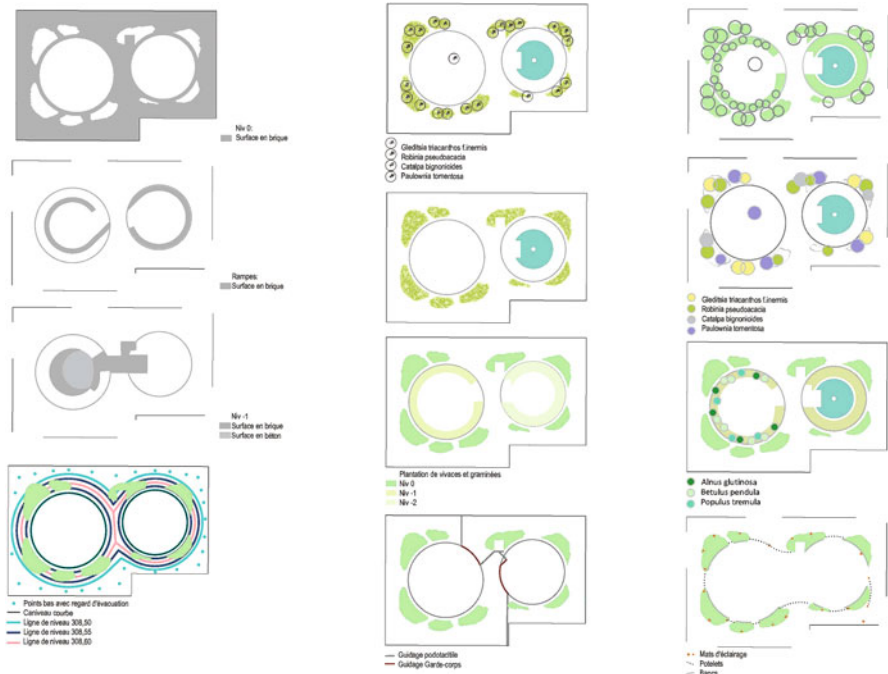 Niv 0:
Surface en brique
Rampes:
Surface en brique
Niv -1
Surface en brique
Surface en béton
Points bas avec regard d'évacuation
Caniveau courbe
Ligne de niveau 308,50
Ligne de niveau 308,55
Ligne de niveau 308,60
Gleditsia triacanthos f.inermis
Robinia pseudoacacia
Catalpa bignonioides
Paulownia tomentosa
Plantation de vivaces et graminées
Niv 0
Niv -1
Niv -2
Guidage podotactile
Guidage Garde-corps
Gleditsia triacanthos f.inermis
Robinia pseudoacacia
Catalpa bignonioides
Paulownia tomentosa
Alnus glutinosa
Betulus pendula
Populus tremula
Mats d'éclairage
Potelets
Bancs